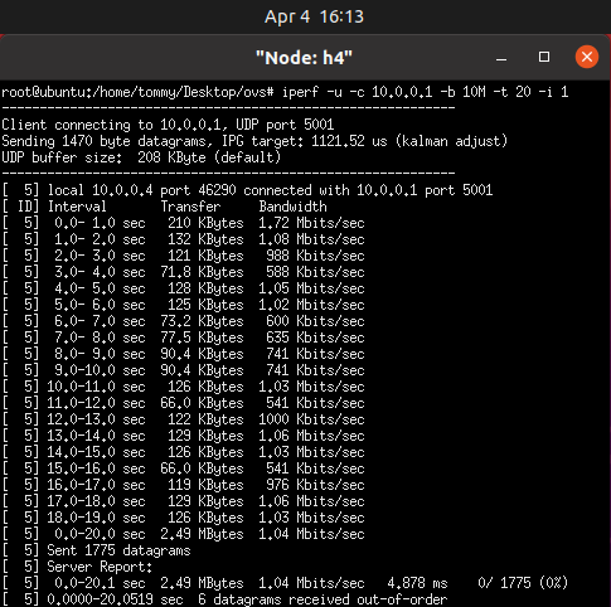 Apr 4 16:13
"Node: h4"
root@ubuntu:/home/tommy/Desktop/ovs# iperf -u -c 10.0.0.1 -b 10M -t 20 -i 1
------------------------------------------------------------
Client connecting to 10.0.0.1, UDP port 5001
Sending 1470 byte datagrams, IPG target: 1121.52 us (kalman adjust)
UDP buffer size:  208 KByte (default)
------------------------------------------------------------
[  5] local 10.0.0.4 port 46290 connected with 10.0.0.1 port 5001
[ ID] Interval       Transfer     Bandwidth
[  5]  0.0- 1.0 sec   210 KBytes  1.72 Mbits/sec
[  5]  1.0- 2.0 sec   132 KBytes  1.08 Mbits/sec
[  5]  2.0- 3.0 sec   121 KBytes   988 Kbits/sec
[  5]  3.0- 4.0 sec  71.8 KBytes   588 Kbits/sec
[  5]  4.0- 5.0 sec   128 KBytes  1.05 Mbits/sec
[  5]  5.0- 6.0 sec   125 KBytes  1.02 Mbits/sec
[  5]  6.0- 7.0 sec  73.2 KBytes   600 Kbits/sec
[  5]  7.0- 8.0 sec  77.5 KBytes   635 Kbits/sec
[  5]  8.0- 9.0 sec  90.4 KBytes   741 Kbits/sec
[  5]  9.0-10.0 sec  90.4 KBytes   741 Kbits/sec
[  5] 10.0-11.0 sec   126 KBytes  1.03 Mbits/sec
[  5] 11.0-12.0 sec  66.0 KBytes   541 Kbits/sec
[  5] 12.0-13.0 sec   122 KBytes  1000 Kbits/sec
[  5] 13.0-14.0 sec   129 KBytes  1.06 Mbits/sec
[  5] 14.0-15.0 sec   126 KBytes  1.03 Mbits/sec
[  5] 15.0-16.0 sec  66.0 KBytes   541 Kbits/sec
[  5] 16.0-17.0 sec   119 KBytes   976 Kbits/sec
[  5] 17.0-18.0 sec   129 KBytes  1.06 Mbits/sec
[  5] 18.0-19.0 sec   126 KBytes  1.03 Mbits/sec
[  5]  0.0-20.0 sec  2.49 MBytes  1.04 Mbits/sec
[  5] Sent 1775 datagrams
[  5] Server Report:
[  5]  0.0-20.1 sec  2.49 MBytes  1.04 Mbits/sec   4.878 ms    0/ 1775 (0%)
[  5] 0.0000-20.0519 sec  6 datagrams received out-of-order